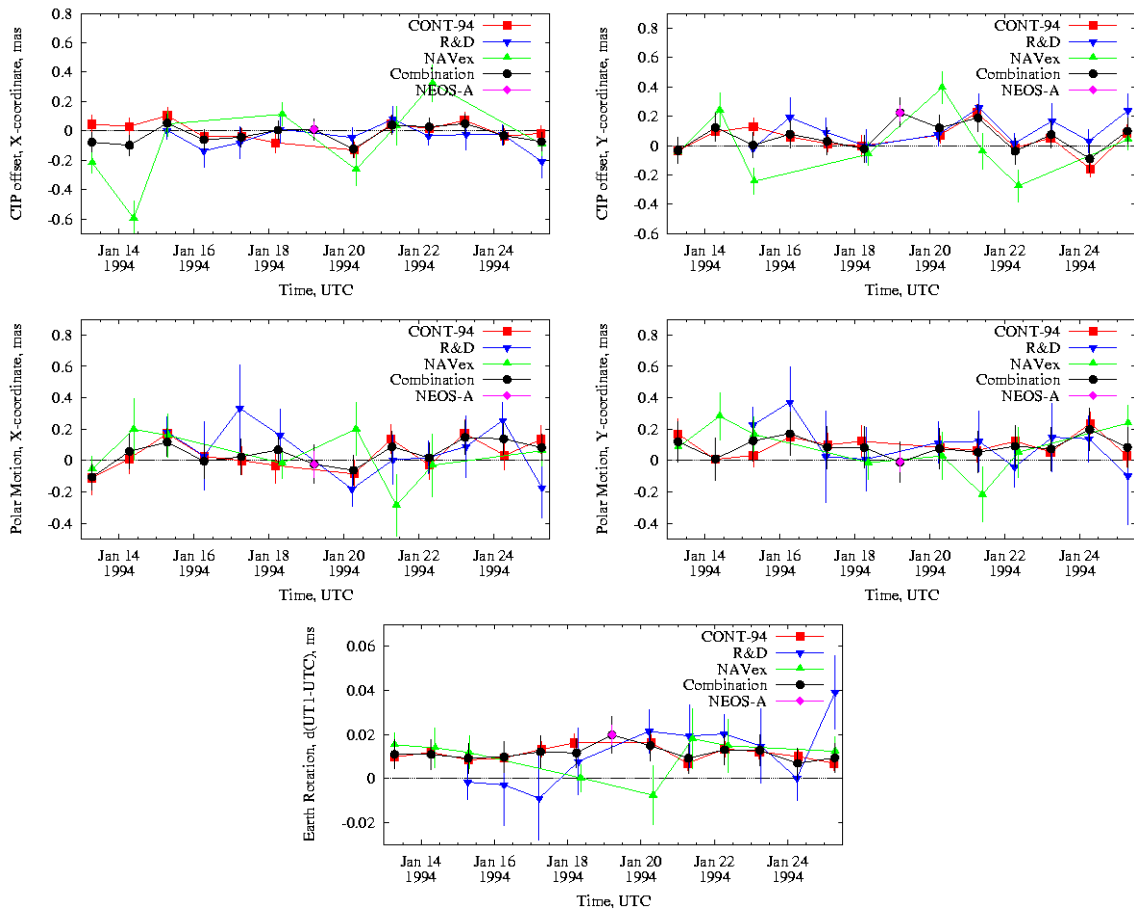 CIP offset, X-coordinate, mas
0.8
0.6
0.4
0.2
0
-0.2
-0.4
-0.6
CONT-94
R&D
NAVex
Combination
NEOS-A
Jan 14 Jan 16 Jan 18 Jan 20 Jan 22 Jan 24
1994 1994 1994 1994 1994 1994
Time, UTC
CIP offset, Y-coordinate, mas
0.8
0.6
0.4
0.2
0
-0.2
-0.4
-0.6
CONT-94
R&D
NAVex
Combination
NEOS-A
Jan 14 Jan 16 Jan 18 Jan 20 Jan 22 Jan 24
1994 1994 1994 1994 1994 1994
Time, UTC
Polar Motion, X-coordinate, mas
0.8
0.6
0.4
0.2
0
-0.2
-0.4
CONT-94
R&D
NAVex
Combination
NEOS-A
Jan 14 Jan 16 Jan 18 Jan 20 Jan 22 Jan 24
1994 1994 1994 1994 1994 1994
Time, UTC
Polar Motion, Y-coordinate, mas
0.8
0.6
0.4
0.2
0
-0.2
-0.4
CONT-94
R&D
NAVex
Combination
NEOS-A
Jan 14 Jan 16 Jan 18 Jan 20 Jan 22 Jan 24
1994 1994 1994 1994 1994 1994
Time, UTC
Earth Rotation, d(UT1-UTC), ms
0.06
0.04
0.02
0
-0.02
CONT-94
R&D
NAVex
Combination
NEOS-A
Jan 14 Jan 16 Jan 18 Jan 20 Jan 22 Jan 24
1994 1994 1994 1994 1994 1994
Time, UTC